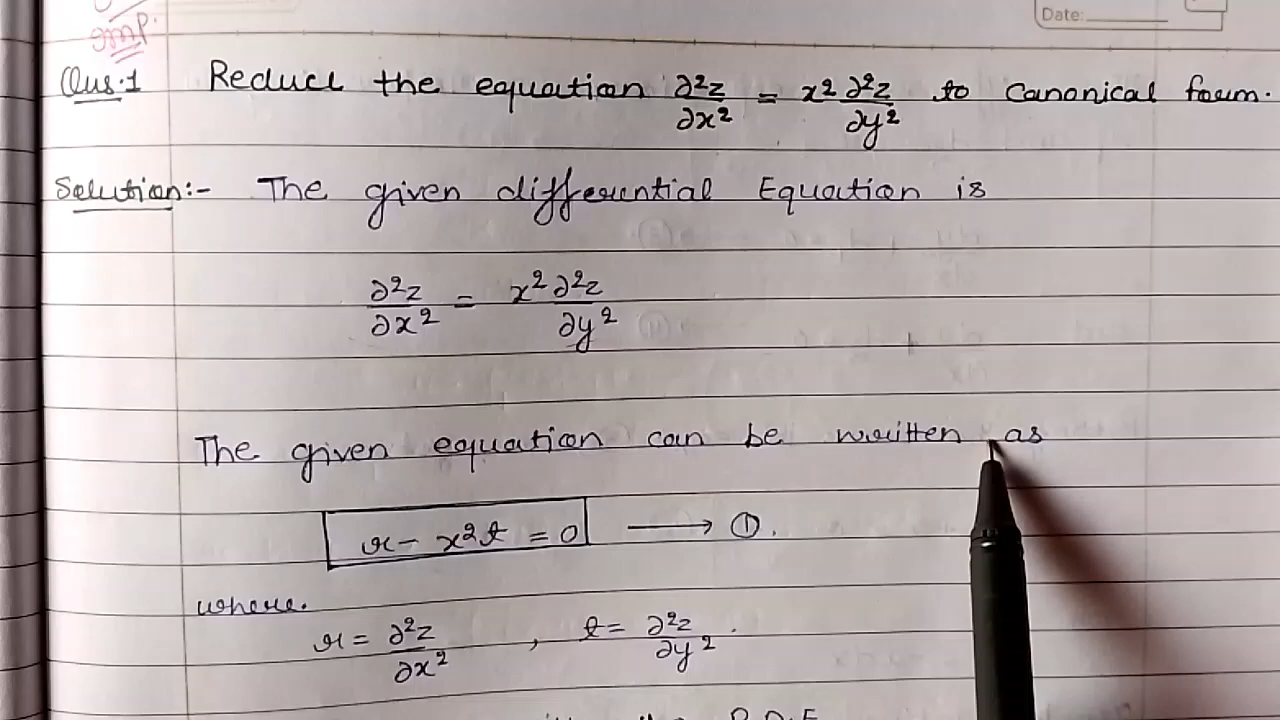 Date:
Imp.
Qus.1 Reduce the equation ∂²z/∂x² = x² ∂²z/∂y² to canonical form.
Solution:- The given differential Equation is
∂²z/∂x² = x² ∂²z/∂y²
The given equation can be written as
r - x²t = 0 → ①.
where.
r = ∂²z/∂x² , t = ∂²z/∂y² .
P.D.E